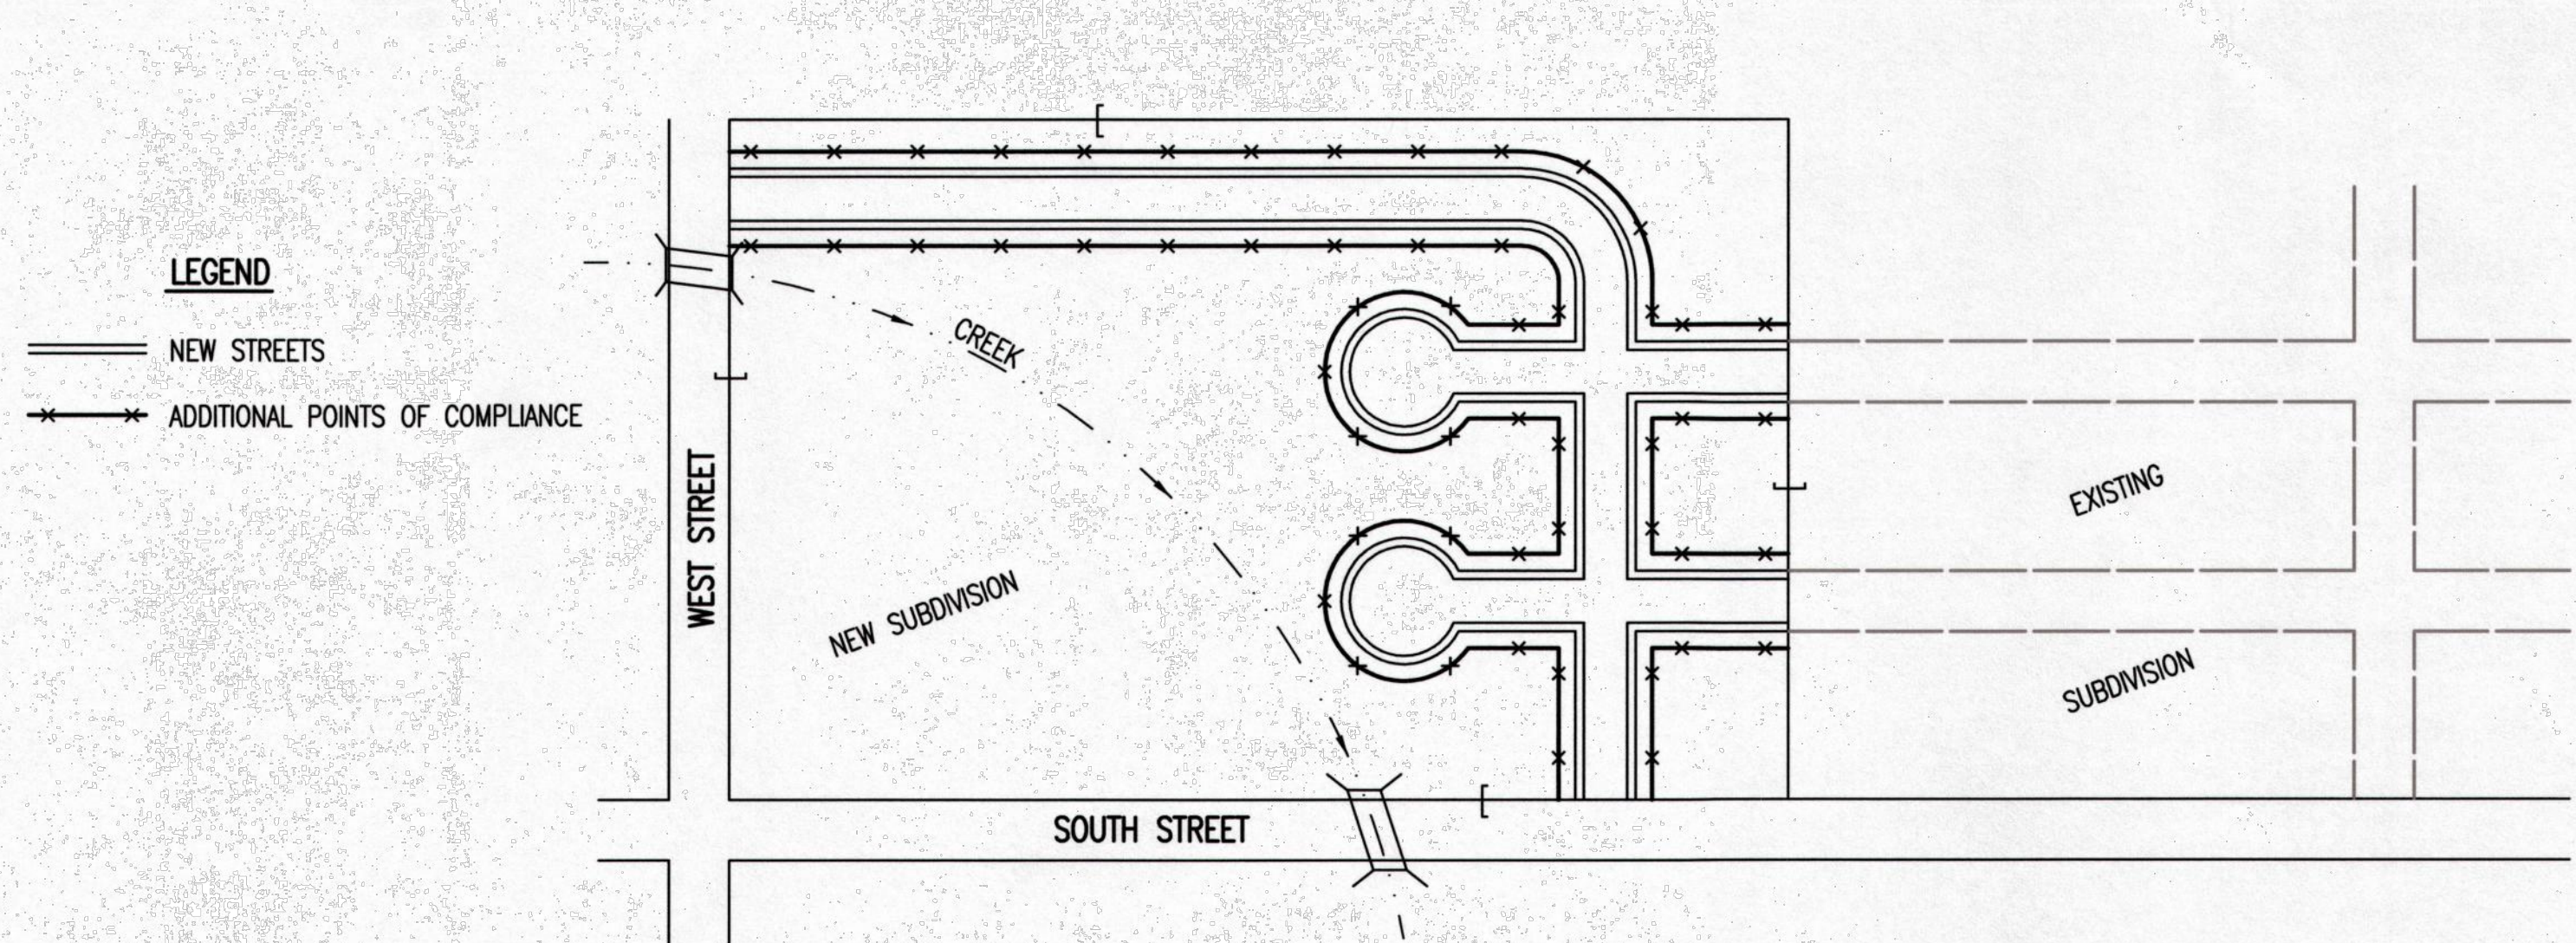 LEGEND
NEW STREETS
ADDITIONAL POINTS OF COMPLIANCE
WEST STREET
CREEK
NEW SUBDIVISION
SOUTH STREET
EXISTING
SUBDIVISION